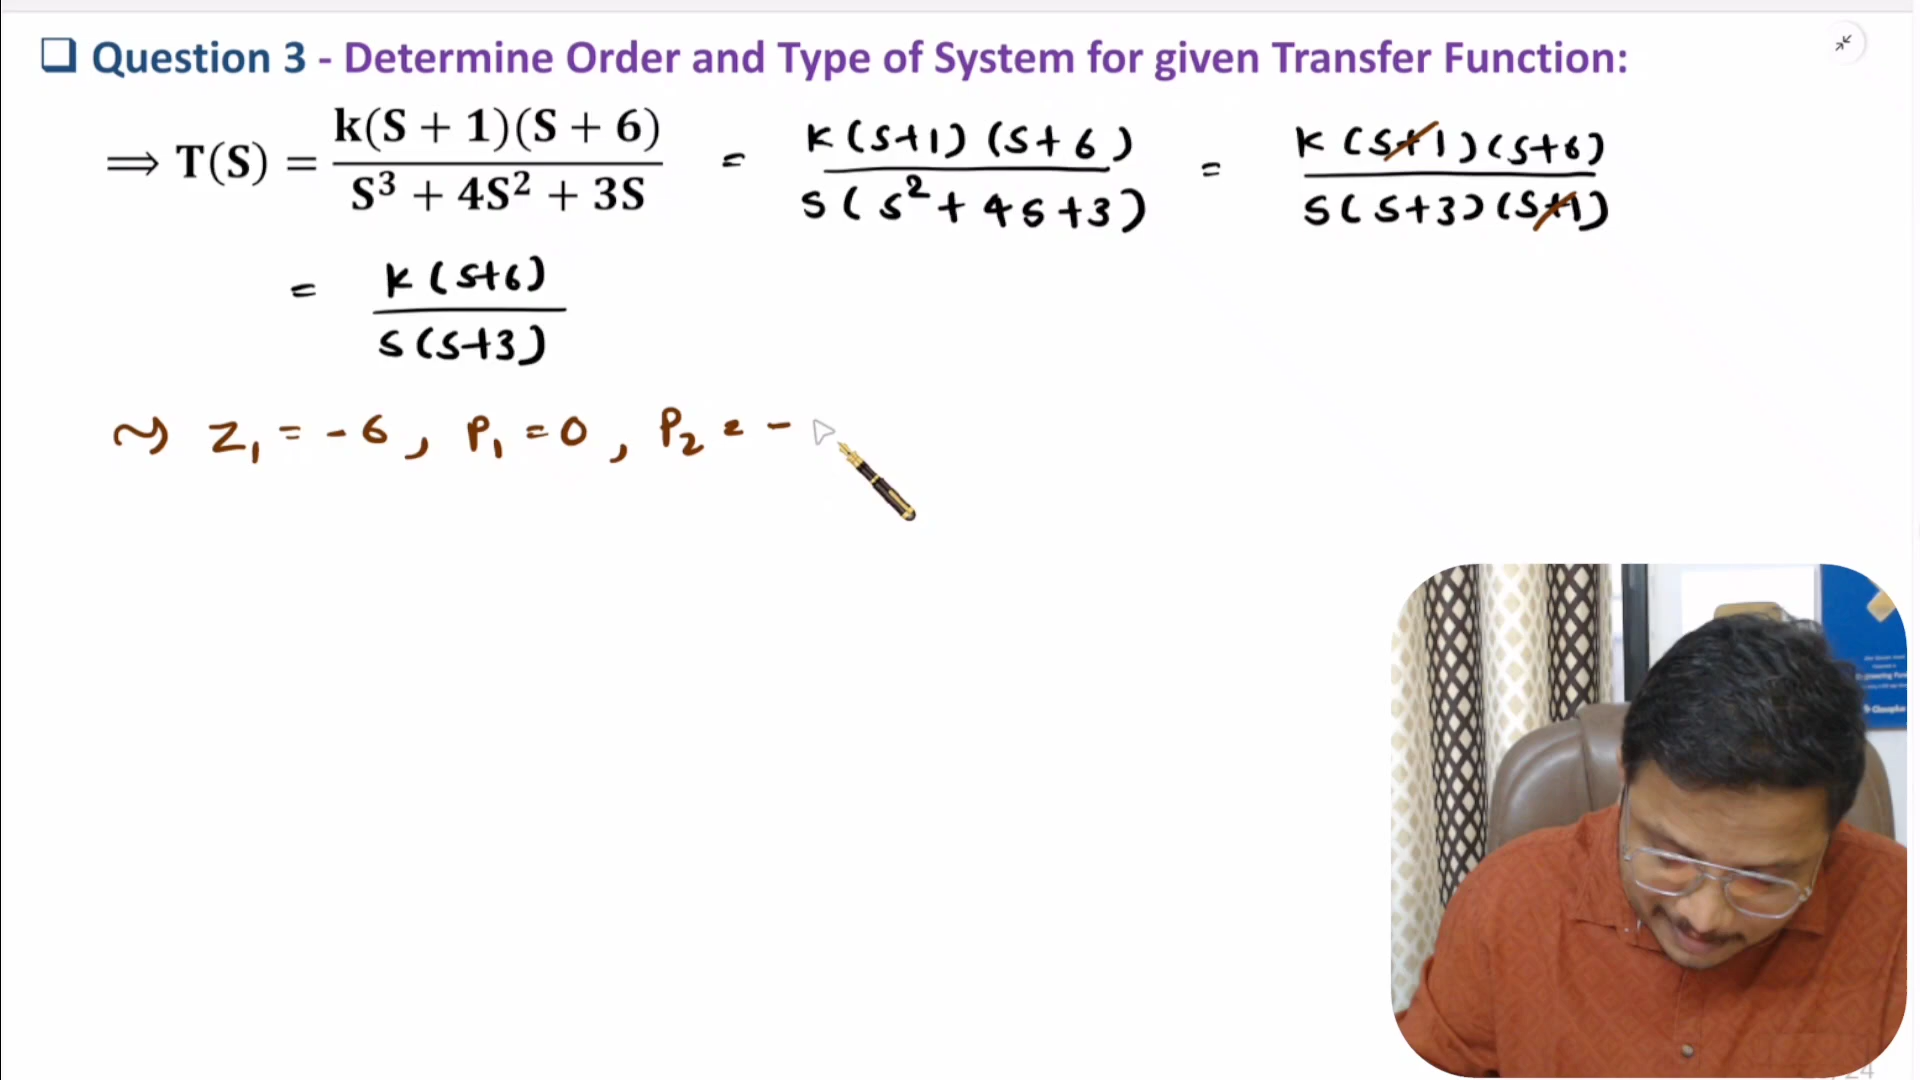 ❑ Question 3 - Determine Order and Type of System for given Transfer Function:
⟹ T(S) = k(S + 1)(S + 6) / S³ + 4S² + 3S = k(s+1)(s+6) / s(s²+4s+3) = k(s+1)(s+6) / s(s+3)(s+1)
= k(s+6) / s(s+3)
⤳ z₁ = -6, P₁ = 0, P₂ = -
24